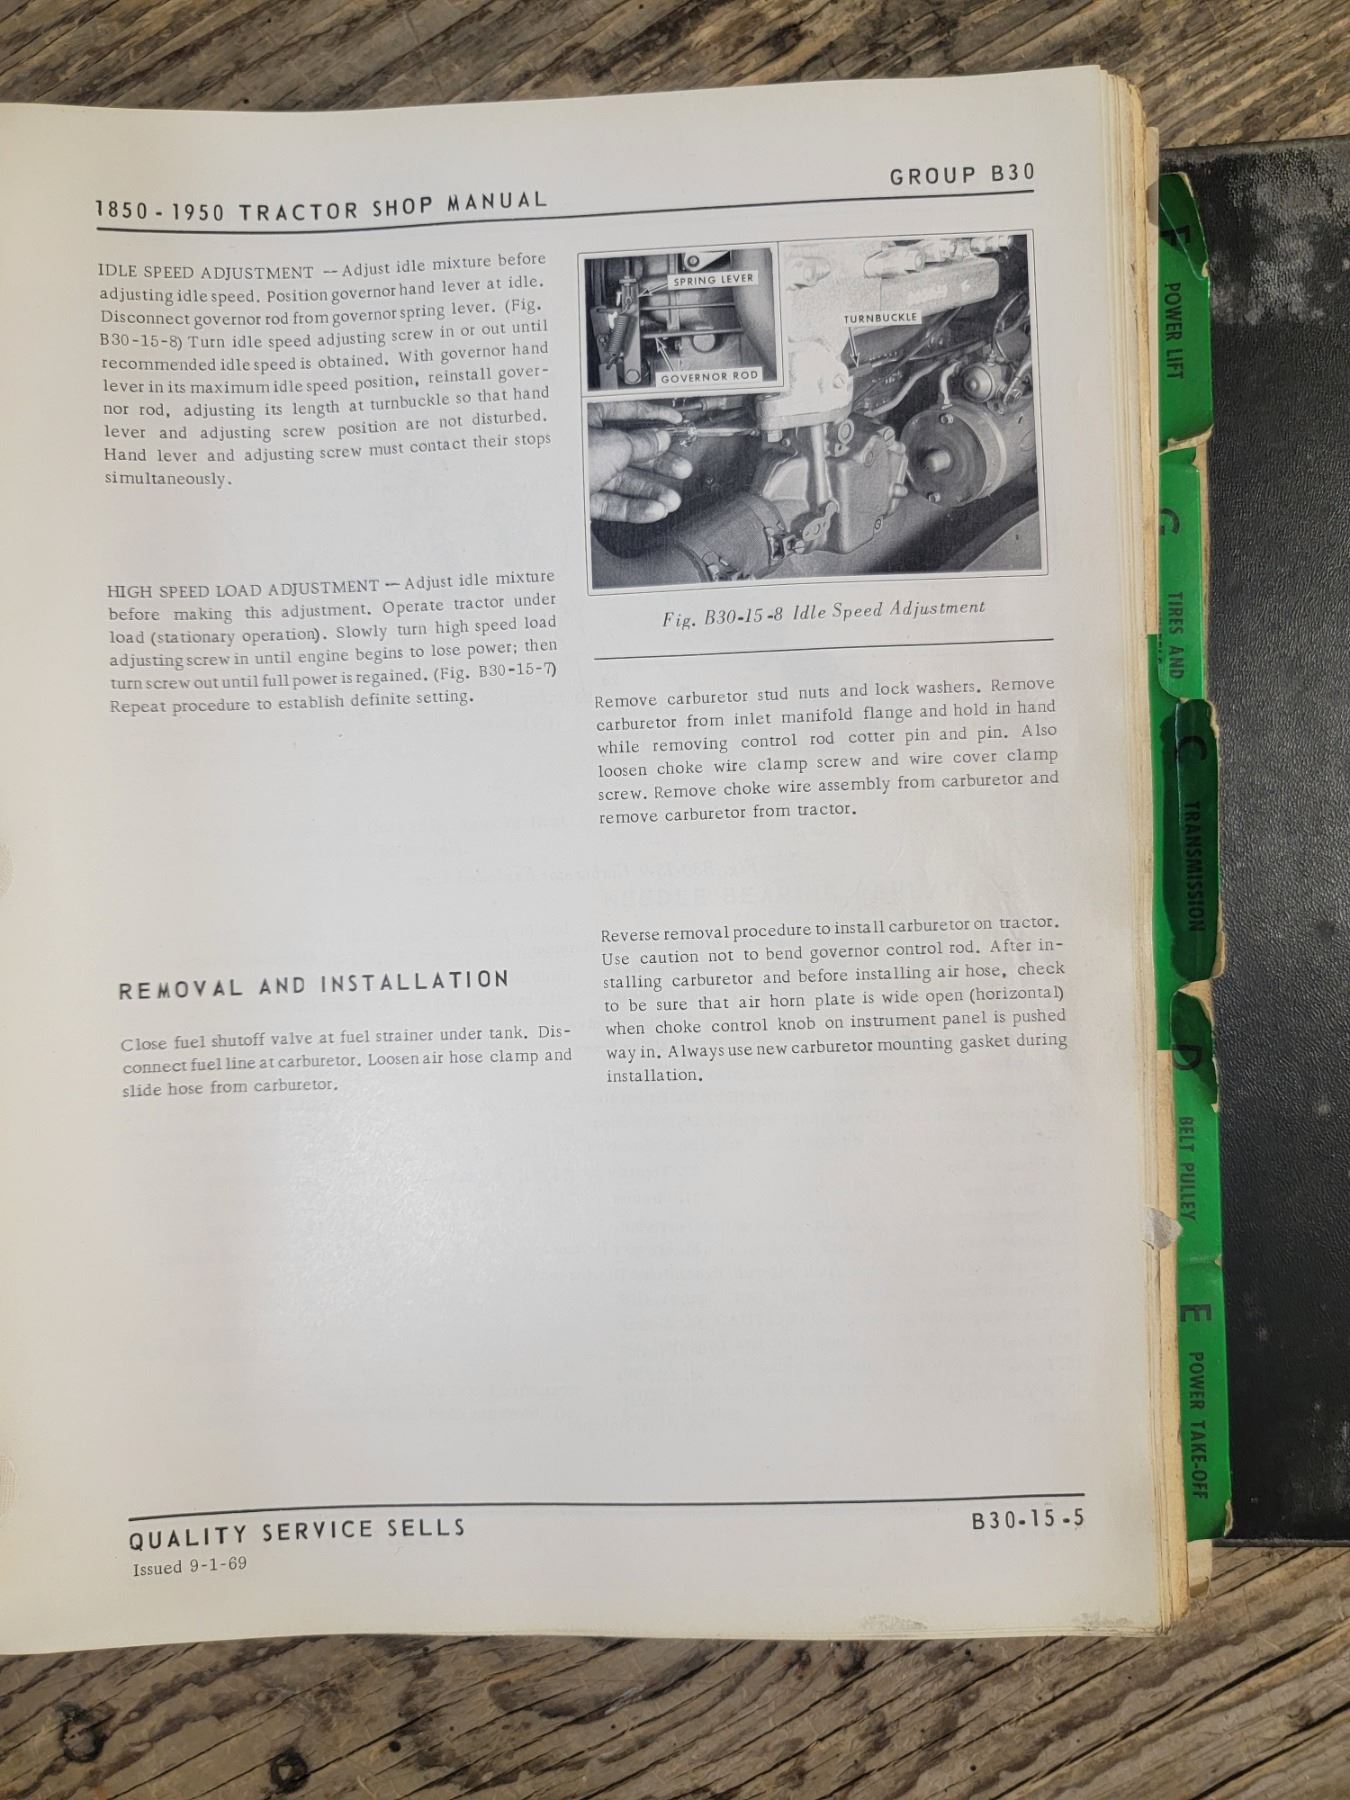 1850-1950 TRACTOR SHOP MANUAL
GROUP B30
IDLE SPEED ADJUSTMENT -- Adjust idle mixture before
adjusting idle speed. Position governor hand lever at idle.
Disconnect governor rod from governor spring lever. (Fig.
B30-15-8) Turn idle speed adjusting screw in or out until
recommended idle speed is obtained. With governor hand
lever in its maximum idle speed position, reinstall gover-
nor rod, adjusting its length at turnbuckle so that hand
lever and adjusting screw position are not disturbed.
Hand lever and adjusting screw must contact their stops
simultaneously.
HIGH SPEED LOAD ADJUSTMENT — Adjust idle mixture
before making this adjustment. Operate tractor under
load (stationary operation). Slowly turn high speed load
adjusting screw in until engine begins to lose power; then
turn screw out until full power is regained. (Fig. B30-15-7)
Repeat procedure to establish definite setting.
REMOVAL AND INSTALLATION
Close fuel shutoff valve at fuel strainer under tank. Dis-
connect fuel line at carburetor. Loosen air hose clamp and
slide hose from carburetor.
SPRING LEVER
TURNBUCKLE
GOVERNOR ROD
Fig. B30-15-8 Idle Speed Adjustment
Remove carburetor stud nuts and lock washers. Remove
carburetor from inlet manifold flange and hold in hand
while removing control rod cotter pin and pin. Also
loosen choke wire clamp screw and wire cover clamp
screw. Remove choke wire assembly from carburetor and
remove carburetor from tractor.
Reverse removal procedure to install carburetor on tractor.
Use caution not to bend governor control rod. After in-
stalling carburetor and before installing air hose, check
to be sure that air horn plate is wide open (horizontal)
when choke control knob on instrument panel is pushed
way in. Always use new carburetor mounting gasket during
installation.
QUALITY SERVICE SELLS
Issued 9-1-69
B30-15-5
F
POWER LIFT
G
TIRES AND
C
TRANSMISSION
D
BELT PULLEY
E
POWER TAKE-OFF